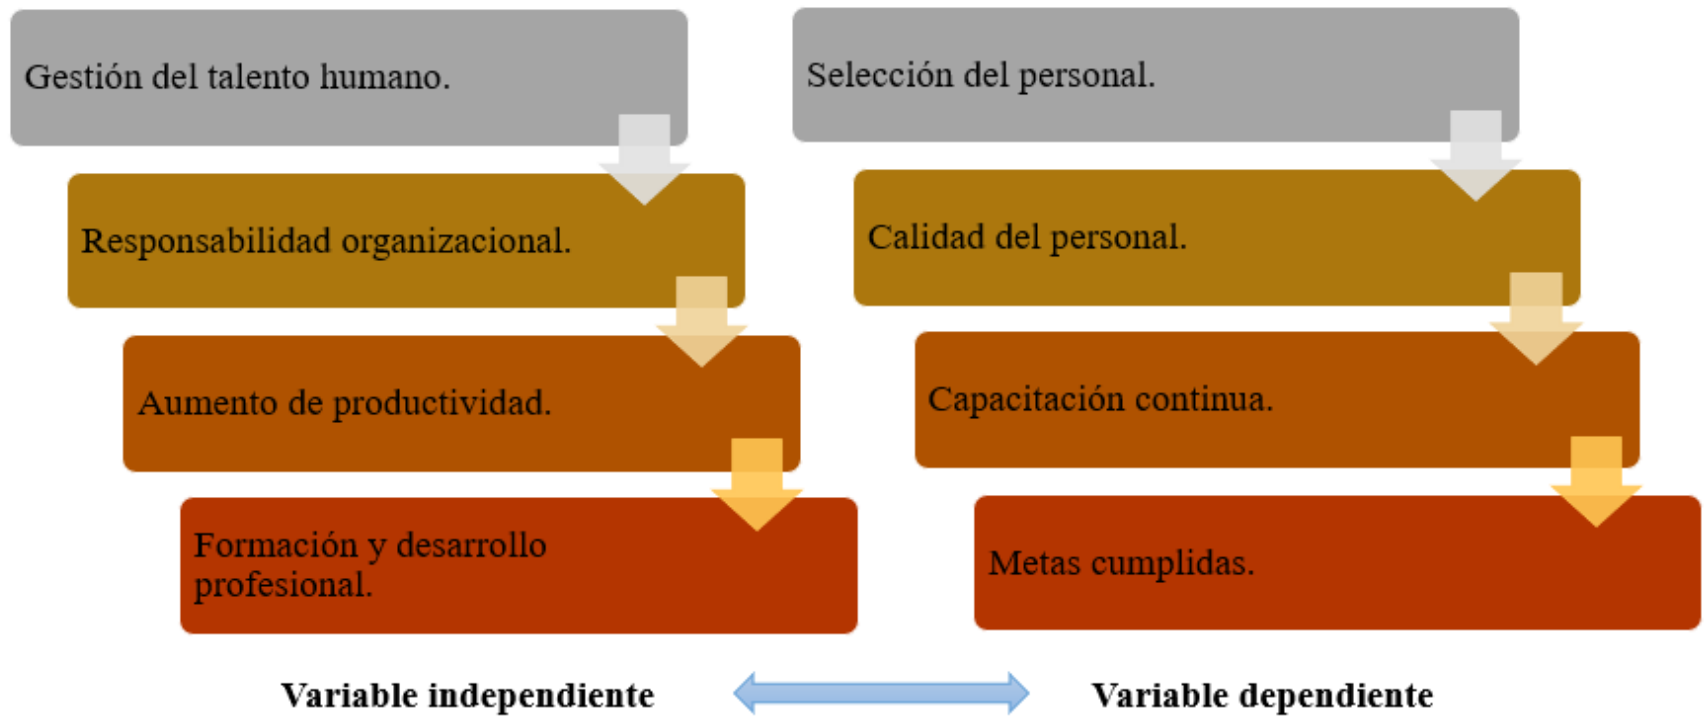 Gestión del talento humano.
Responsabilidad organizacional.
Aumento de productividad.
Formación y desarrollo
profesional.
Selección del personal.
Calidad del personal.
Capacitación continua.
Metas cumplidas.
Variable independiente
Variable dependiente